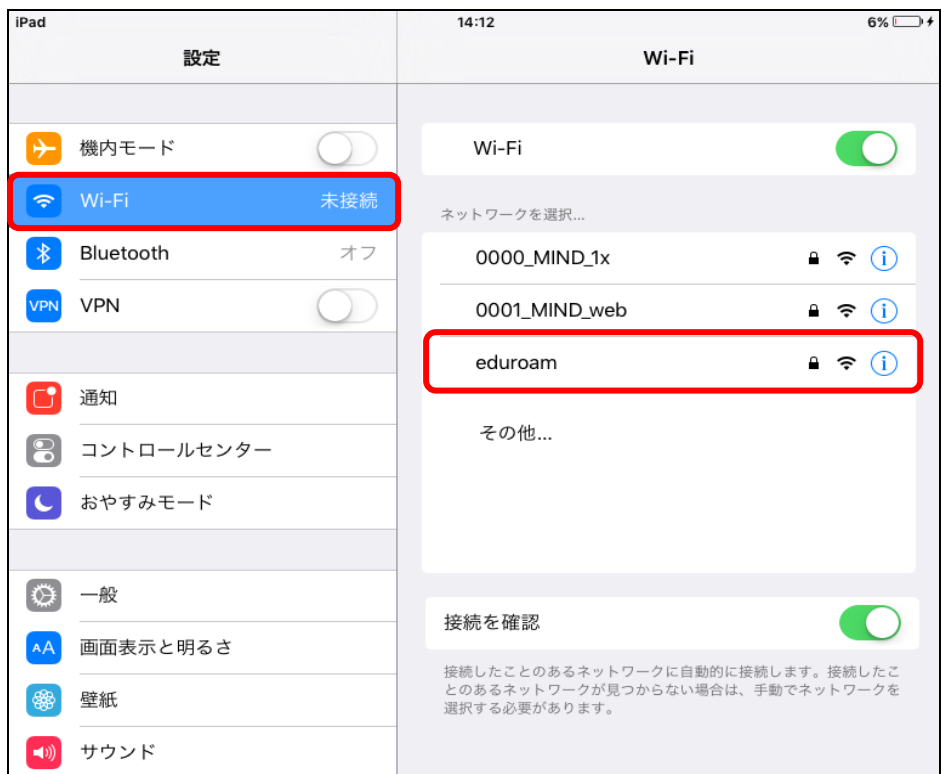 iPad 14:12 6%
設定
Wi-Fi
機内モード
Wi-Fi 未接続
Bluetooth オフ
VPN VPN
通知
コントロールセンター
おやすみモード
一般
AA 画面表示と明るさ
壁紙
サウンド
Wi-Fi
ネットワークを選択...
0000_MIND_1x
0001_MIND_web
eduroam
その他...
接続を確認
接続したことのあるネットワークに自動的に接続します。接続したこ
とのあるネットワークが見つからない場合は、手動でネットワークを
選択する必要があります。